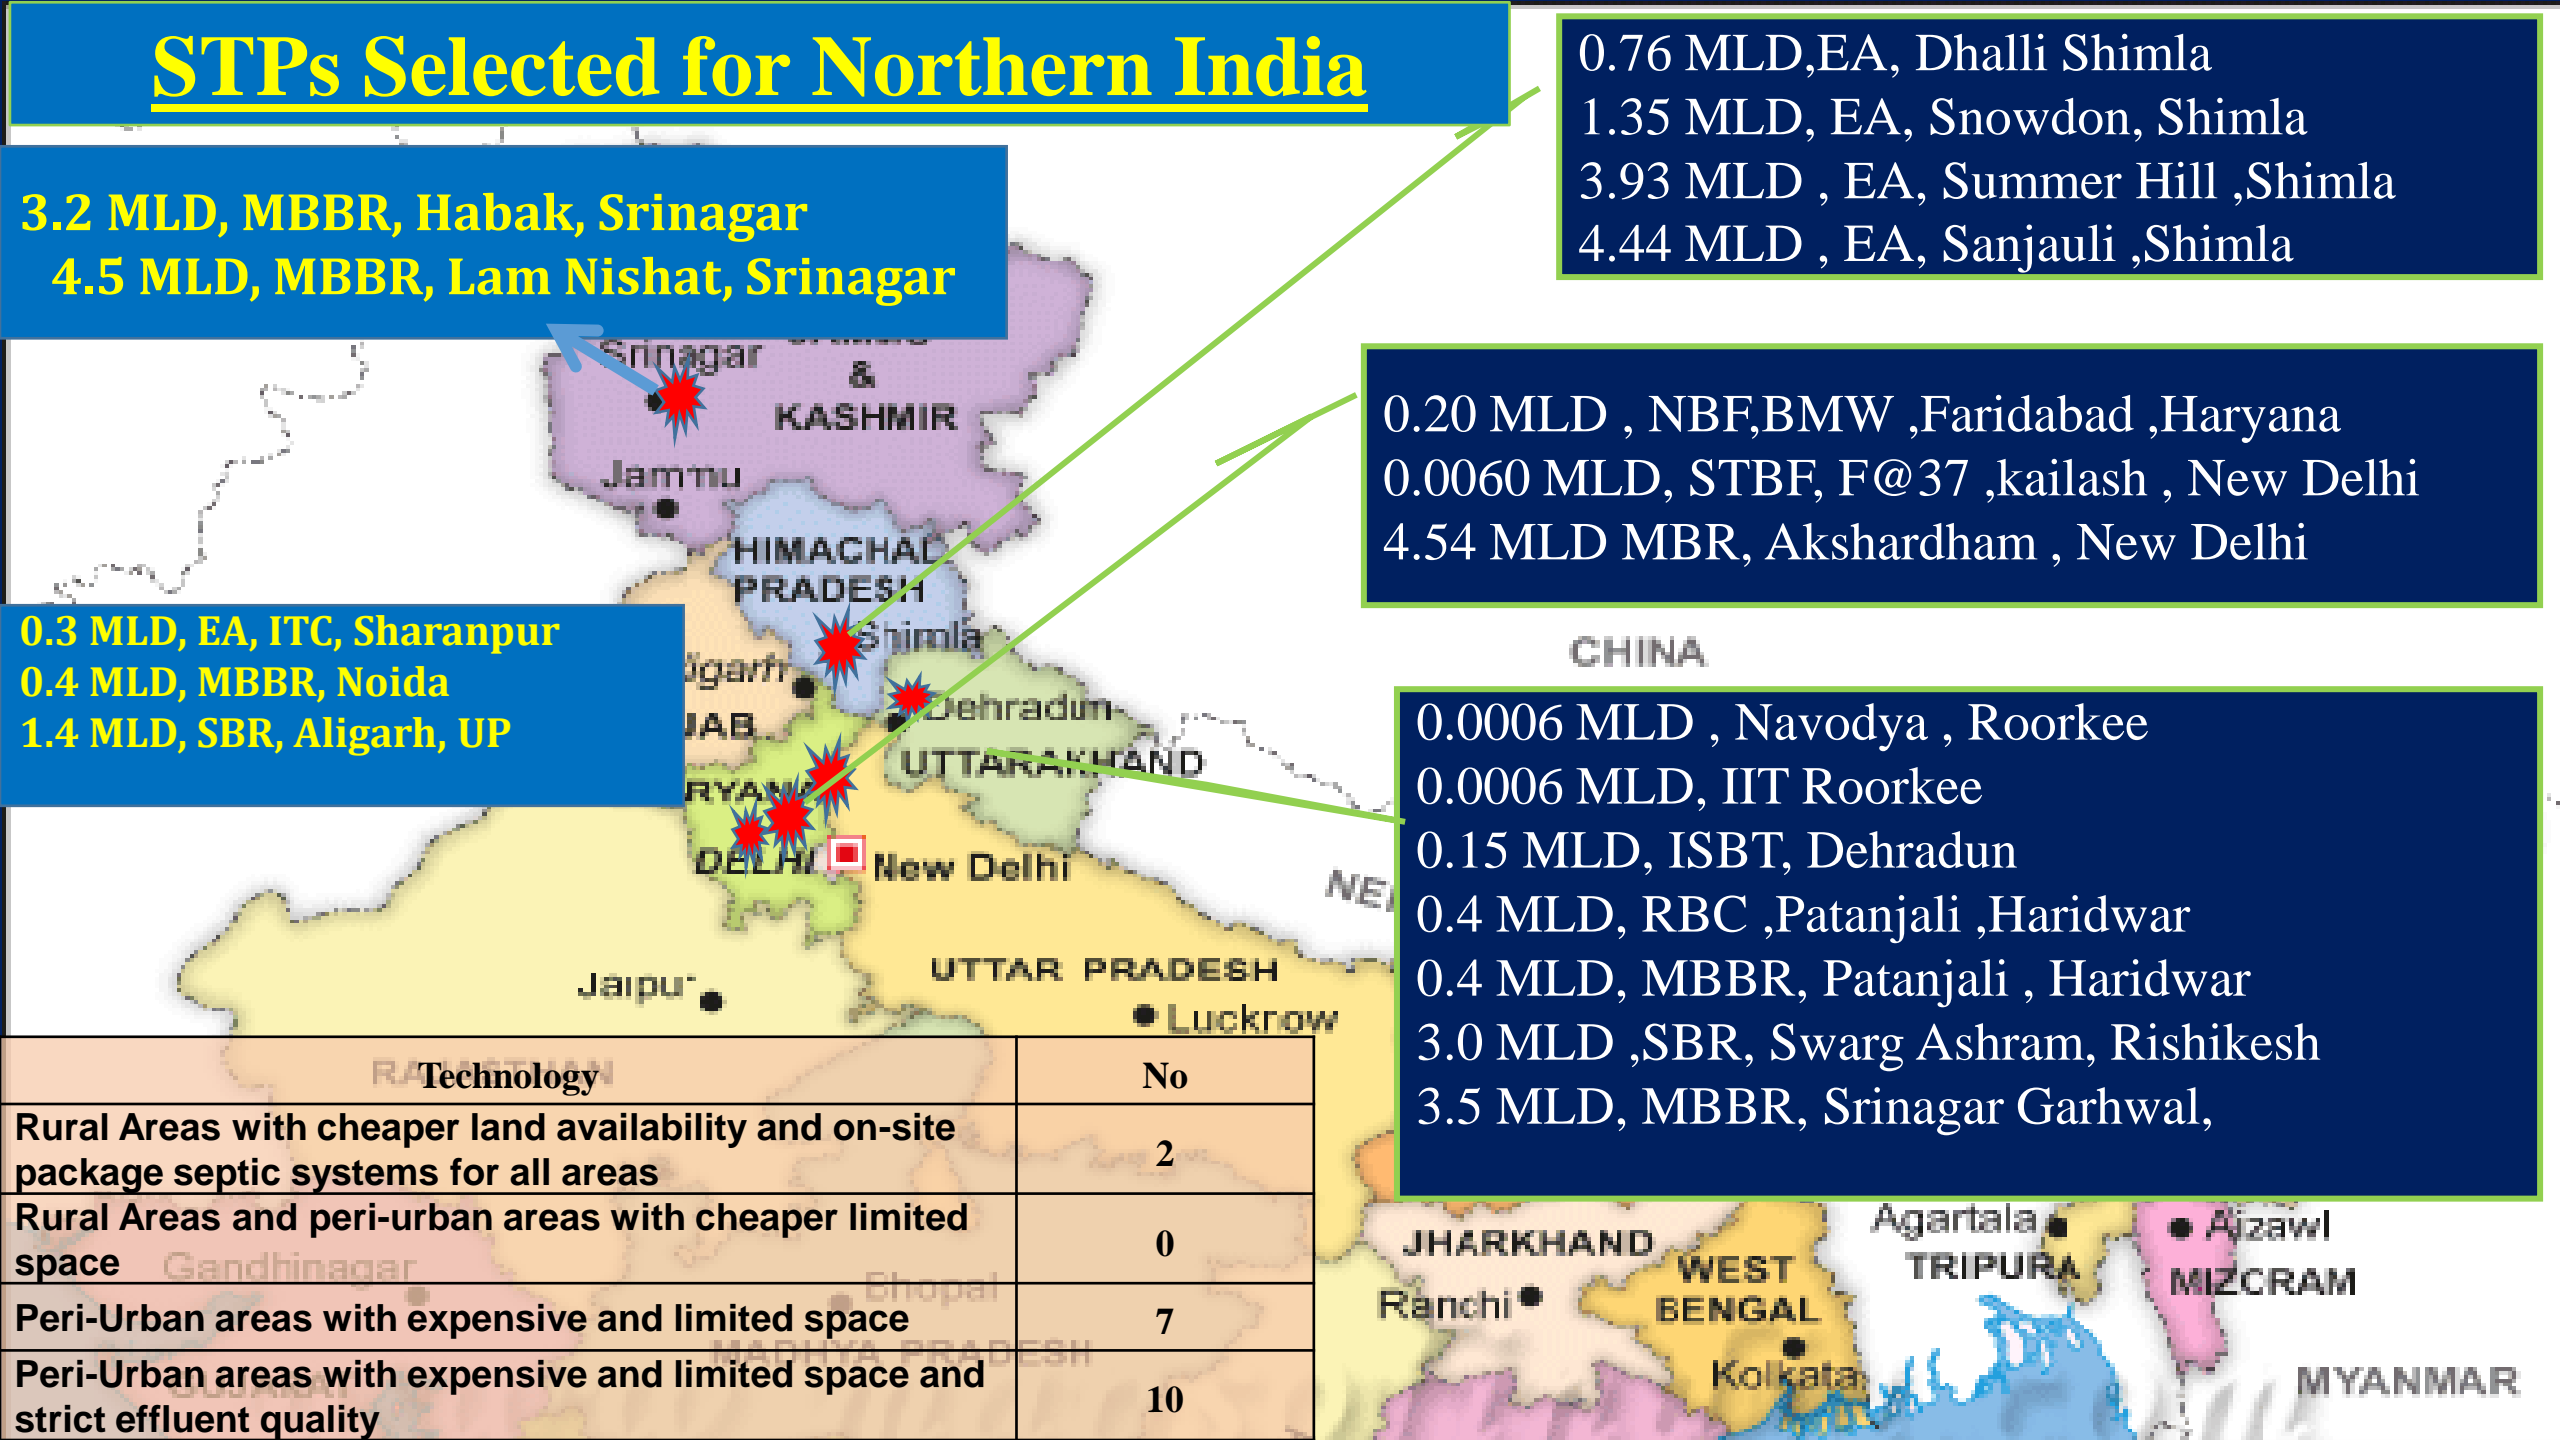 STPs Selected for Northern India
0.76 MLD,EA, Dhalli Shimla
1.35 MLD, EA, Snowdon, Shimla
3.93 MLD , EA, Summer Hill ,Shimla
4.44 MLD , EA, Sanjauli ,Shimla
3.2 MLD, MBBR, Habak, Srinagar
4.5 MLD, MBBR, Lam Nishat, Srinagar
Srinagar
&
KASHMIR
Jammu
0.20 MLD , NBF,BMW ,Faridabad ,Haryana
0.0060 MLD, STBF, F@37 ,kailash , New Delhi
4.54 MLD MBR, Akshardham , New Delhi
HIMACHAL
PRADESH
Shimla
CHINA
0.3 MLD, EA, ITC, Sharanpur
0.4 MLD, MBBR, Noida
1.4 MLD, SBR, Aligarh, UP
Dehradun
UTTARAKHAND
DELHI
New Delhi
0.0006 MLD , Navodya , Roorkee
0.0006 MLD, IIT Roorkee
0.15 MLD, ISBT, Dehradun
0.4 MLD, RBC ,Patanjali ,Haridwar
0.4 MLD, MBBR, Patanjali , Haridwar
3.0 MLD ,SBR, Swarg Ashram, Rishikesh
3.5 MLD, MBBR, Srinagar Garhwal,
UTTAR PRADESH
Jaipur
Lucknow
RAJASTHAN
Technology No
Rural Areas with cheaper land availability and on-site
package septic systems for all areas 2
Rural Areas and peri-urban areas with cheaper limited
space 0
Peri-Urban areas with expensive and limited space 7
Peri-Urban areas with expensive and limited space and
strict effluent quality 10
Gandhinagar
Bhopal
MADHYA PRADESH
GUJARAT
JHARKHAND
Ranchi
WEST
BENGAL
Kolkata
Agartala
TRIPURA
Aizawl
MIZCRAM
MYANMAR